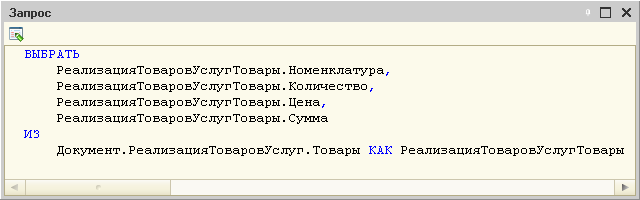 Запрос
ВЫБРАТЬ
РеализацияТоваровУслугТовары.Номенклатура,
РеализацияТоваровУслугТовары.Количество,
РеализацияТоваровУслугТовары.Цена,
РеализацияТоваровУслугТовары.Сумма
ИЗ
Документ.РеализацияТоваровУслуг.Товары КАК РеализацияТоваровУслугТовары